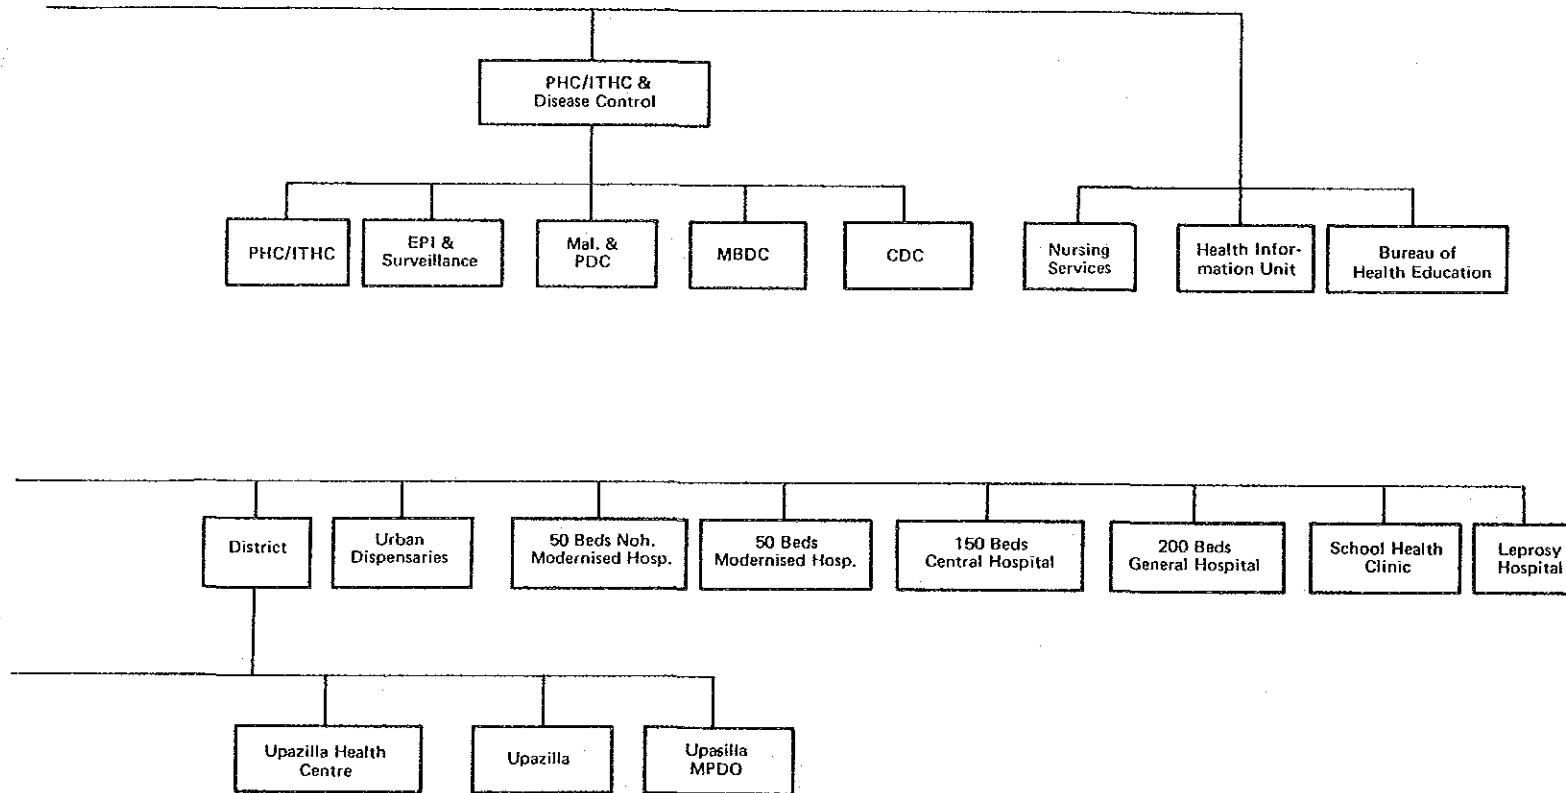 PHC/ITHC &
Disease Control
PHC/ITHC
EPI &
Surveillance
Mal. &
PDC
MBDC
CDC
Nursing
Services
Health Infor-
mation Unit
Bureau of
Health Education
District
Urban
Dispensaries
50 Beds Noh.
Modernised Hosp.
50 Beds
Modernised Hosp.
150 Beds
Central Hospital
200 Beds
General Hospital
School Health
Clinic
Leprosy
Hospital
Upazilla Health
Centre
Upazilla
Upasilla
MPDO